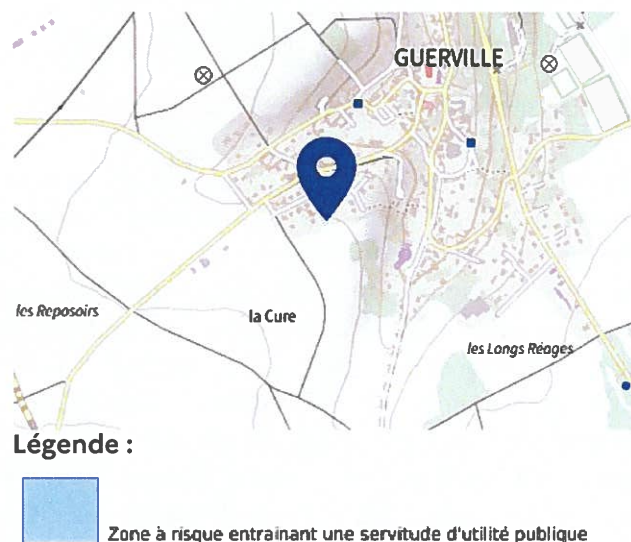 GUERVILLE
les Reposoirs
la Cure
les Longs Réages
Légende :
Zone à risque entrainant une servitude d'utilité publique